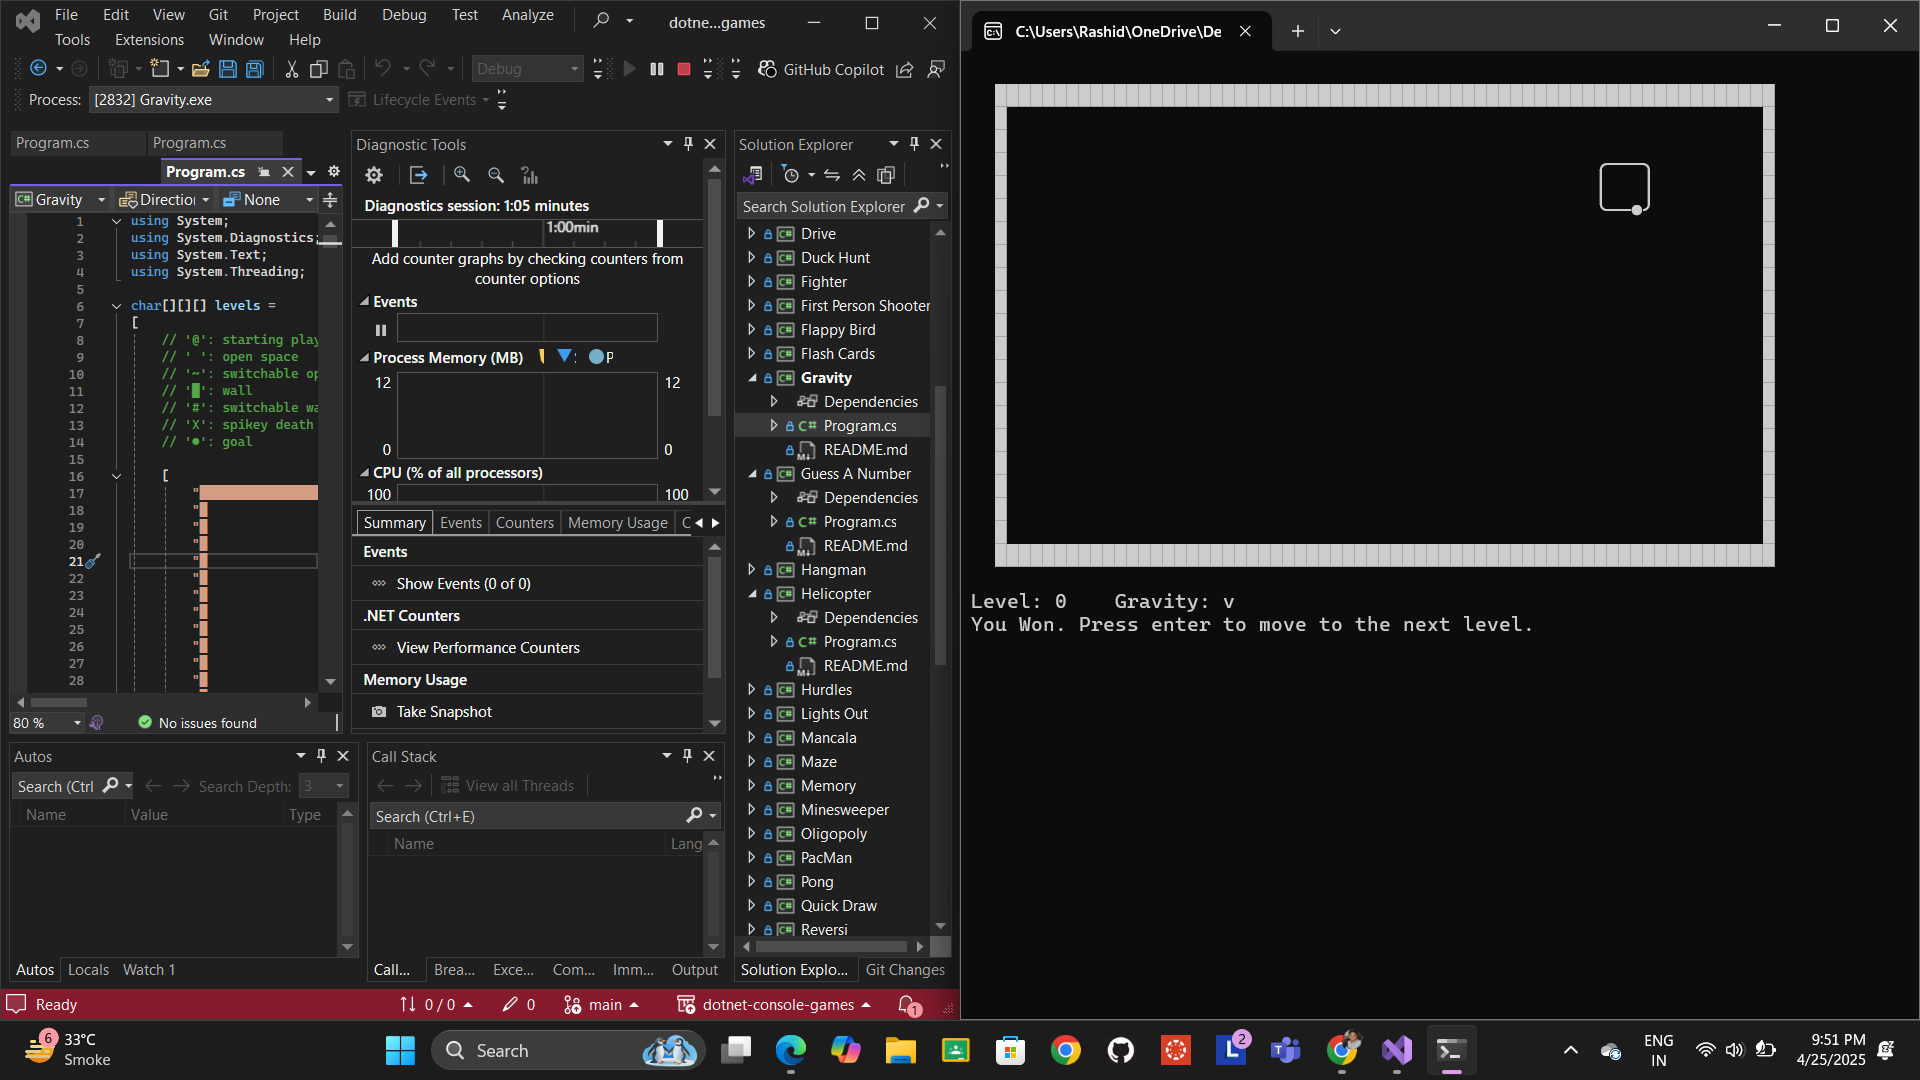 File Edit View Git Project Build Debug Test Analyze
Tools Extensions Window Help
dotne...games
Debug
GitHub Copilot
Process: [2832] Gravity.exe
Lifecycle Events
Program.cs
Program.cs
Program.cs
Gravity
Direction
None
1 using System;
2 using System.Diagnostics;
3 using System.Text;
4 using System.Threading;
5
6 char[][][] levels =
7 [
8 // '@': starting play
9 // ' ': open space
10 // '~': switchable op
11 // '█': wall
12 // '#': switchable wa
13 // 'X': spikey death
14 // '●': goal
15
16 [
17 "
18 "
19 "
20 "
21 "
22 "
23 "
24 "
25 "
26 "
27 "
28 "
80 %
No issues found
Diagnostic Tools
Diagnostics session: 1:05 minutes
1:00min
Add counter graphs by checking counters from
counter options
Events
Process Memory (MB)
P
12 12
0 0
CPU (% of all processors)
100 100
Summary Events Counters Memory Usage C
Events
Show Events (0 of 0)
.NET Counters
View Performance Counters
Memory Usage
Take Snapshot
Solution Explorer
Search Solution Explorer
Drive
Duck Hunt
Fighter
First Person Shooter
Flappy Bird
Flash Cards
Gravity
Dependencies
Program.cs
README.md
Guess A Number
Dependencies
Program.cs
README.md
Hangman
Helicopter
Dependencies
Program.cs
README.md
Hurdles
Lights Out
Mancala
Maze
Memory
Minesweeper
Oligopoly
PacMan
Pong
Quick Draw
Reversi
Solution Explo... Git Changes
Autos
Search (Ctrl
Search Depth: 3
Name Value Type
Autos Locals Watch 1
Call Stack
View all Threads
Search (Ctrl+E)
Name Lang
Call... Brea... Exce... Com... Imm... Output
Ready
0 / 0
0
main
dotnet-console-games
1
C:\Users\Rashid\OneDrive\De
Level: 0 Gravity: v
You Won. Press enter to move to the next level.
6
33°C
Smoke
Search
2
ENG
IN
9:51 PM
4/25/2025